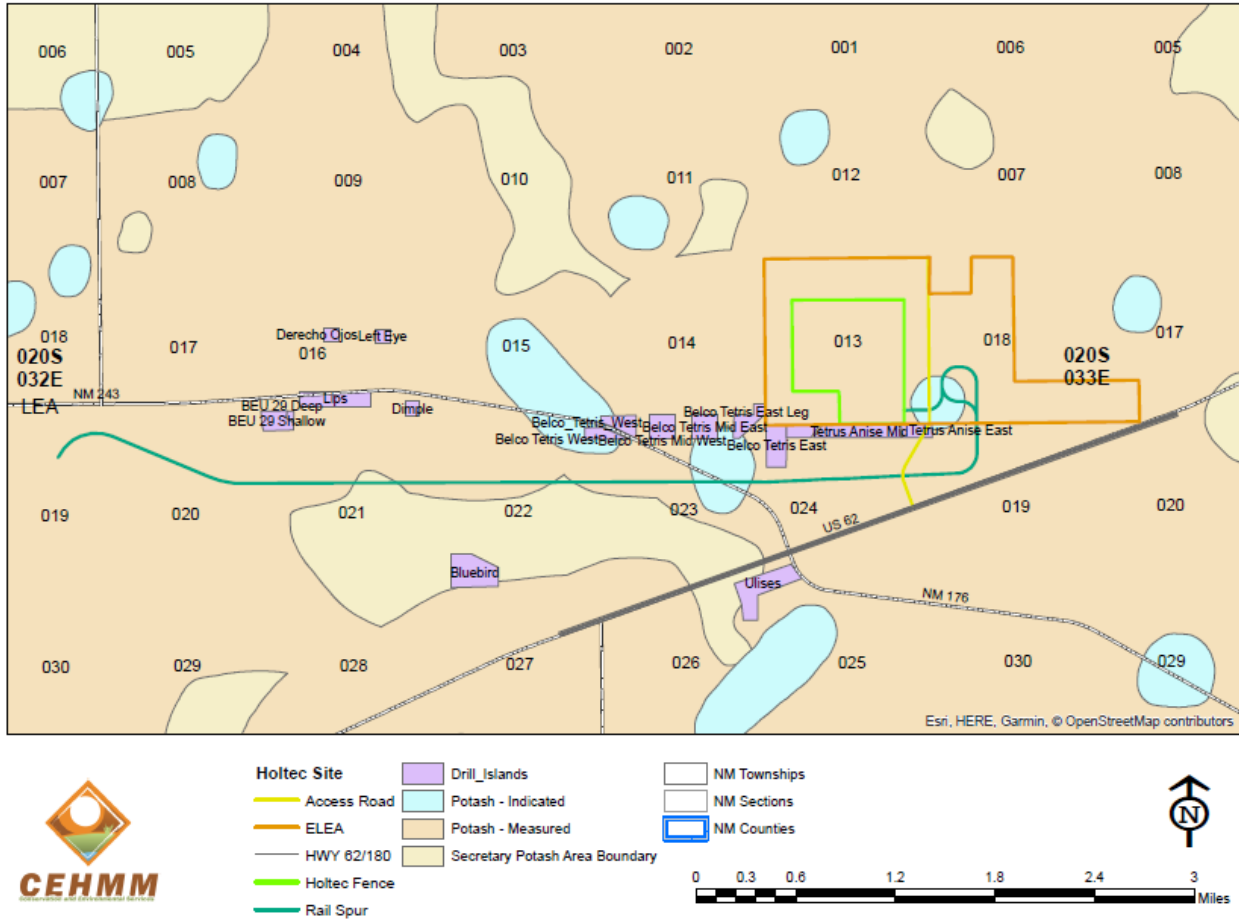 006 005 004 003 002 001 006 005
007 008 009 010 011 012 007 008
018 017 016 015 014 013 018 017
Derecho Ojos Left Eye
020S
032E
LEA
020S
033E
NM 243
BEU 29 Deep
BEU 29 Shallow
Lips
Dimple
Belco_Tetris_West
Belco Tetris West
Belco Tetris Mid West
Belco Tetris Mid East
Belco Tetris East Leg
Belco Tetris East
Tetrus Anise Mid
Tetrus Anise East
019 020 021 022 023 024 019 020
US 62
Bluebird
Ulises
NM 176
030 029 028 027 026 025 030 029
Esri, HERE, Garmin, © OpenStreetMap contributors
Holtec Site
Access Road
ELEA
HWY 62/180
Holtec Fence
Rail Spur
Drill_Islands
Potash - Indicated
Potash - Measured
Secretary Potash Area Boundary
NM Townships
NM Sections
NM Counties
CEHMM
Conservation and Environmental Services
N
0 0.3 0.6 1.2 1.8 2.4 3
Miles